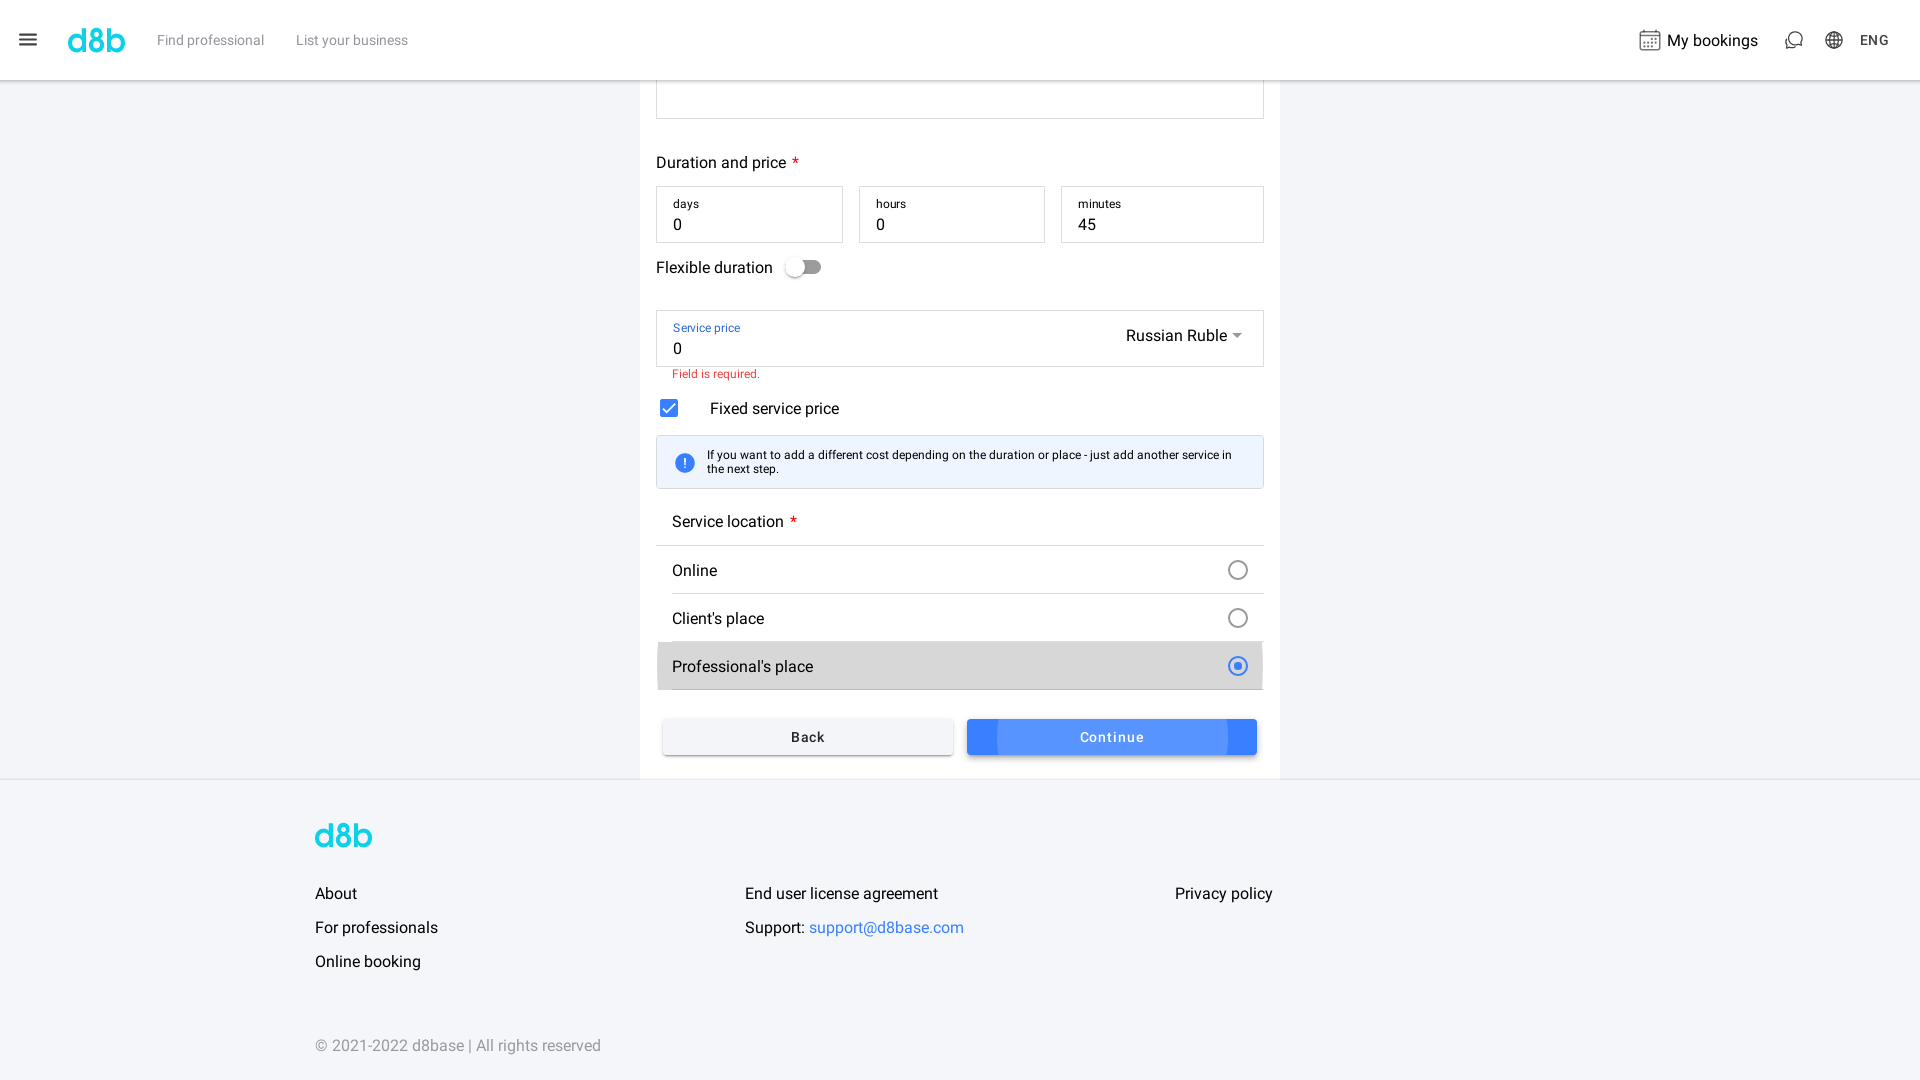 d8b
Find professional
List your business
My bookings
ENG
Duration and price *
days
0
hours
0
minutes
45
Flexible duration
Service price
0
Russian Ruble
Field is required.
Fixed service price
If you want to add a different cost depending on the duration or place - just add another service in
the next step.
Service location *
Online
Client's place
Professional's place
Back
Continue
d8b
About
End user license agreement
Privacy policy
For professionals
Support: support@d8base.com
Online booking
© 2021-2022 d8base | All rights reserved